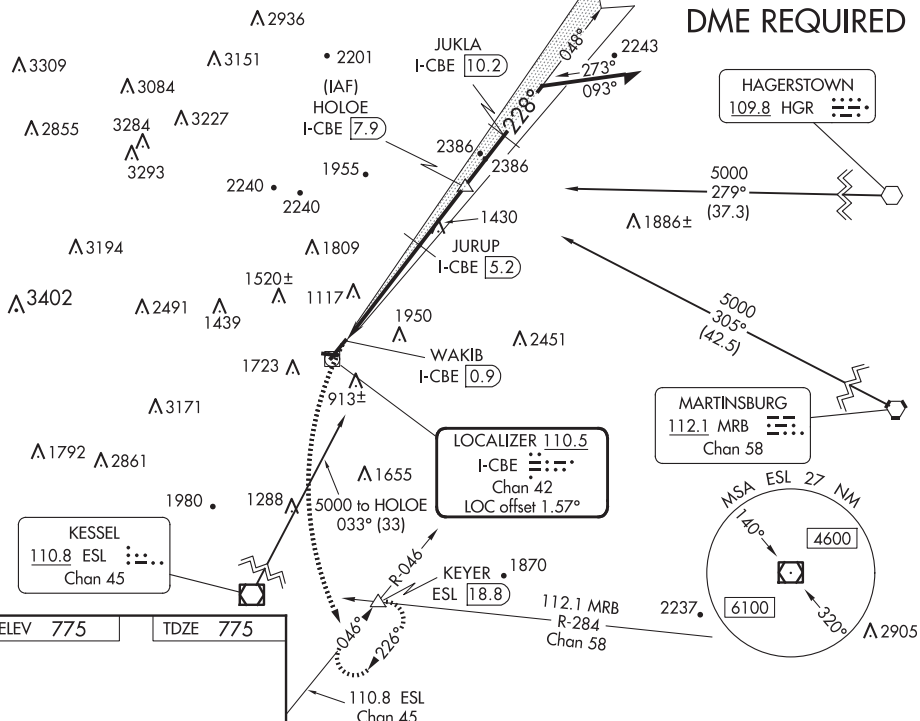 DME REQUIRED
2936
3309
3151
2201
JUKLA
I-CBE 10.2
048°
2243
273°
093°
3084
(IAF)
HOLOE
I-CBE 7.9
228°
HAGERSTOWN
109.8 HGR
2855
3284
3227
3293
2386
2386
1955
2240
2240
5000
279°
(37.3)
1430
1886±
3194
1809
JURUP
I-CBE 5.2
3402
2491
1439
1520±
1117
1950
2451
5000
305°
(42.5)
1723
WAKIB
I-CBE 0.9
913±
3171
MARTINSBURG
112.1 MRB
Chan 58
LOCALIZER 110.5
I-CBE
Chan 42
LOC offset 1.57°
1792
2861
1655
1980
1288
5000 to HOLOE
033° (33)
MSA ESL 27 NM
140°
4600
6100
320°
KESSEL
110.8 ESL
Chan 45
R-046
KEYER
ESL 18.8
1870
112.1 MRB
R-284
Chan 58
2237
2905
046°
226°
110.8 ESL
Chan 45
ELEV 775
TDZE 775